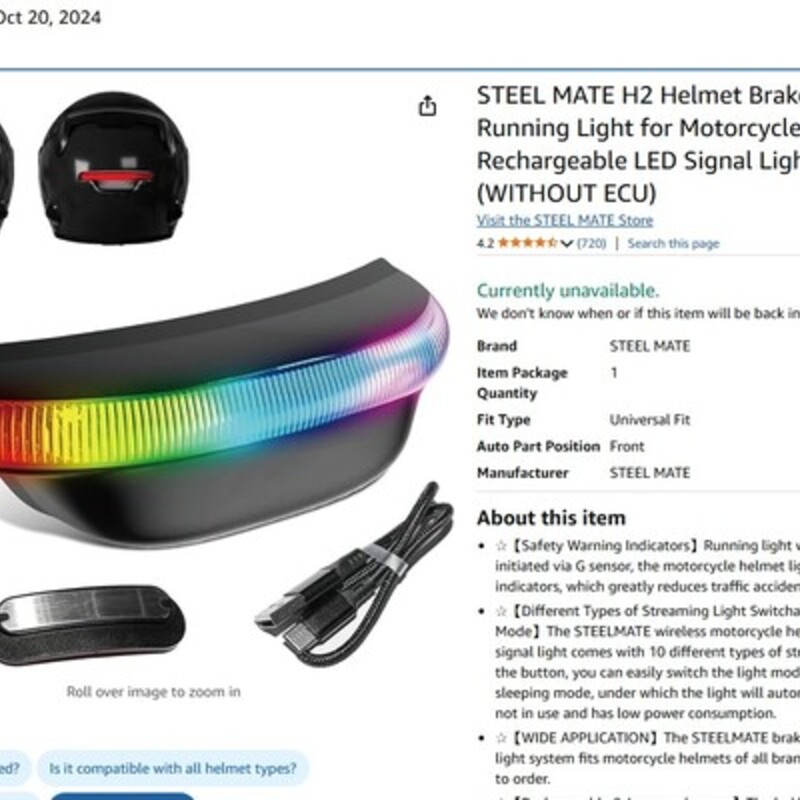 Oct 20, 2024
STEEL MATE H2 Helmet Brake
Running Light for Motorcycle
Rechargeable LED Signal Ligh
(WITHOUT ECU)
Visit the STEEL MATE Store
4.2 (720) | Search this page
Currently unavailable.
We don't know when or if this item will be back in
Brand STEEL MATE
Item Package 1
Quantity
Fit Type Universal Fit
Auto Part Position Front
Manufacturer STEEL MATE
About this item
• ☆【Safety Warning Indicators】Running light w
initiated via G sensor, the motorcycle helmet lig
indicators, which greatly reduces traffic acciden
• ☆【Different Types of Streaming Light Switcha
Mode】The STEELMATE wireless motorcycle he
signal light comes with 10 different types of str
the button, you can easily switch the light mod
sleeping mode, under which the light will autor
not in use and has low power consumption.
• ☆【WIDE APPLICATION】The STEELMATE brak
light system fits motorcycle helmets of all bran
to order.
Roll over image to zoom in
ed?
Is it compatible with all helmet types?